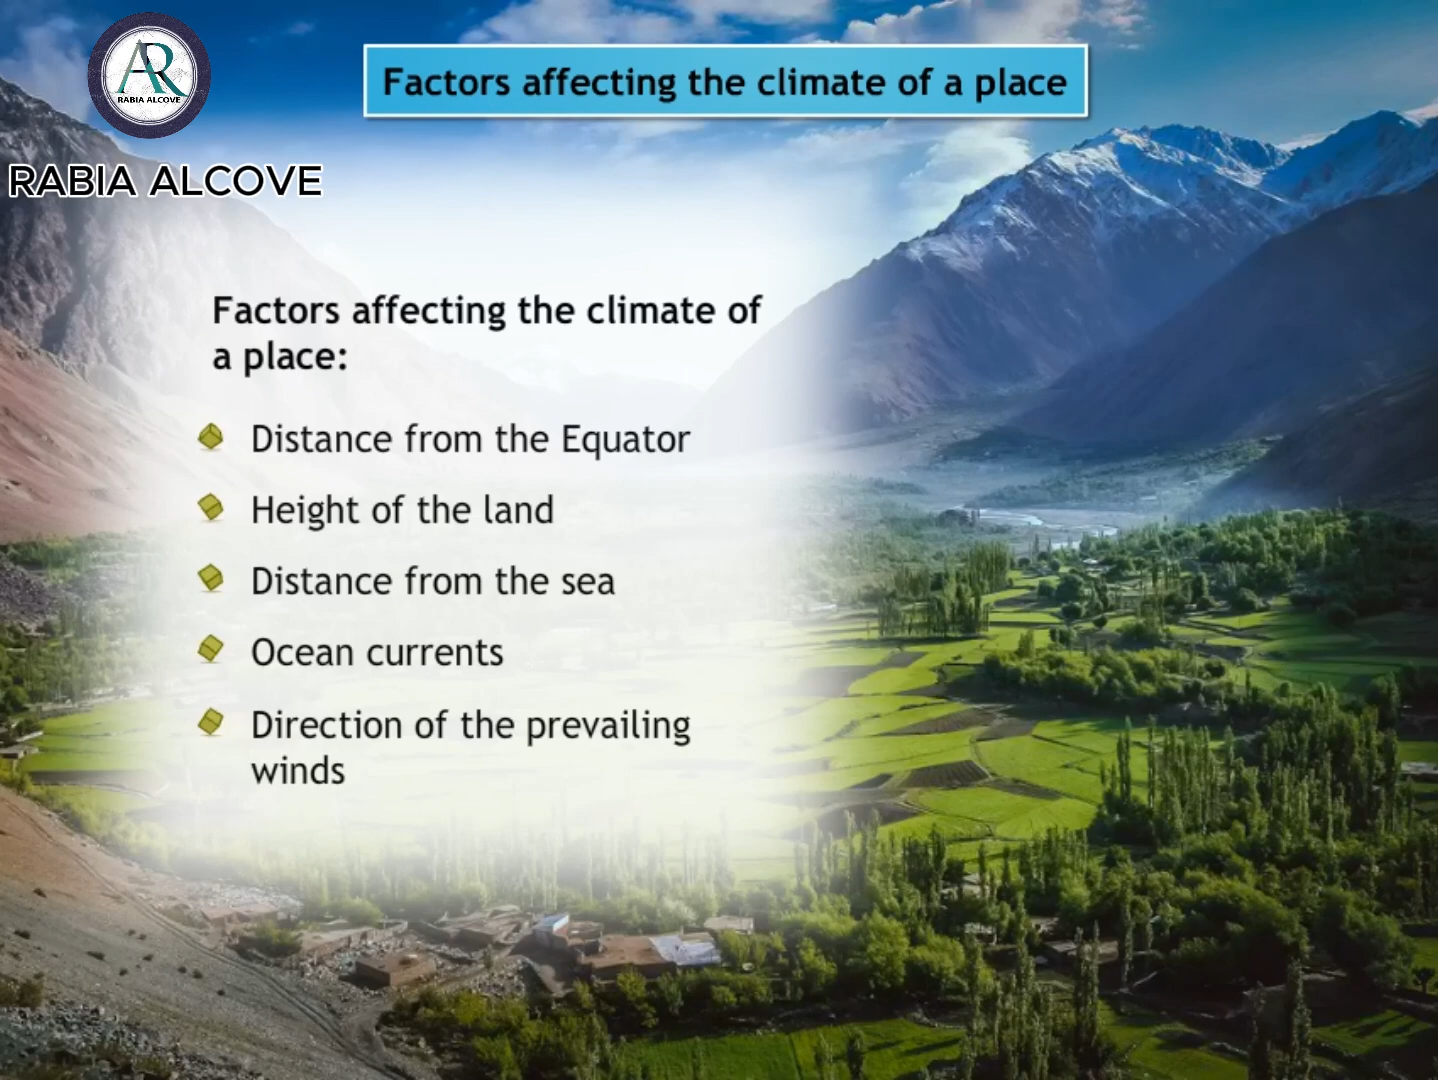 Factors affecting the climate of a place
AR
RABIA ALCOVE
RABIA ALCOVE
Factors affecting the climate of
a place:
Distance from the Equator
Height of the land
Distance from the sea
Ocean currents
Direction of the prevailing
winds